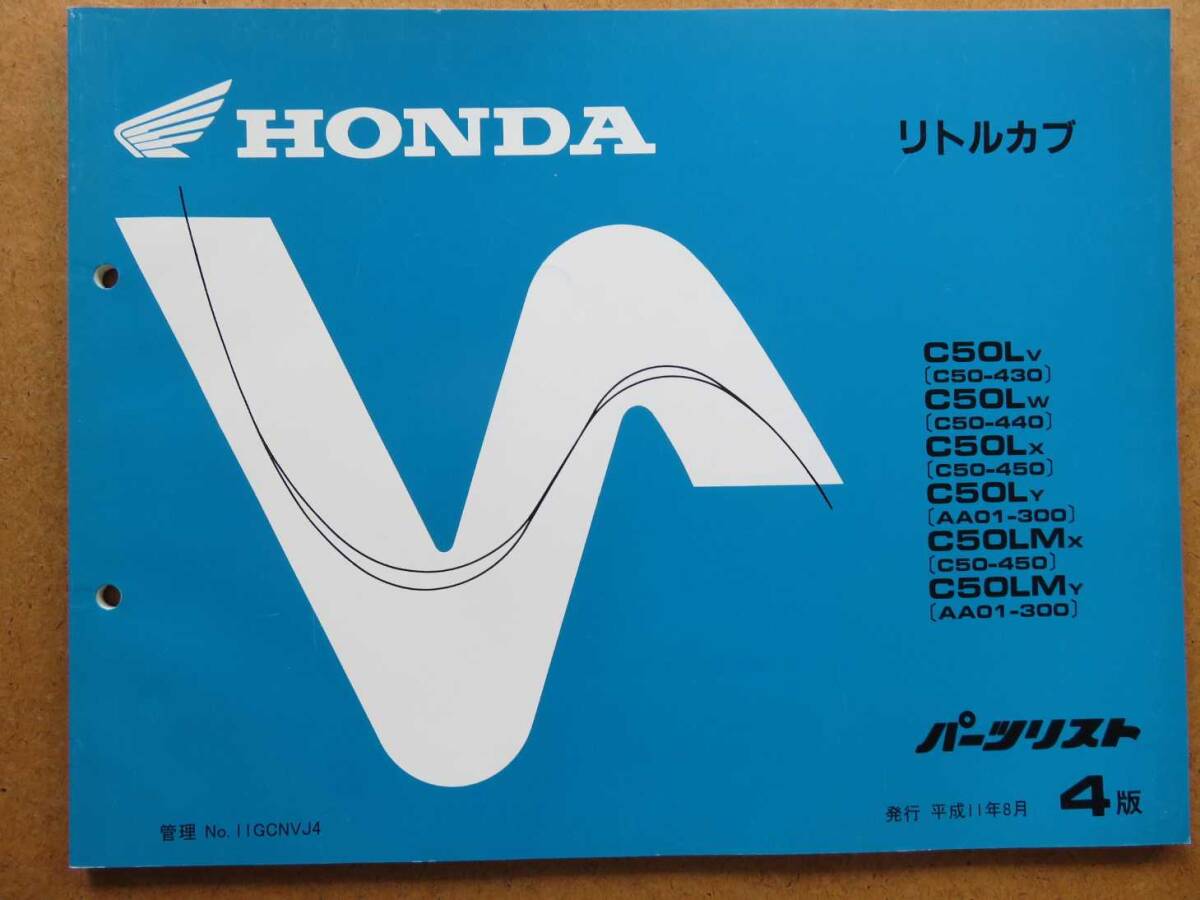 HONDA
リトルカブ
C50LV
〔C50-430〕
C50LW
〔C50-440〕
C50LX
〔C50-450〕
C50LY
〔AA01-300〕
C50LMX
〔C50-450〕
C50LMY
〔AA01-300〕
パーツリスト
発行 平成11年8月 4版
管理 No. 11GCNVJ4